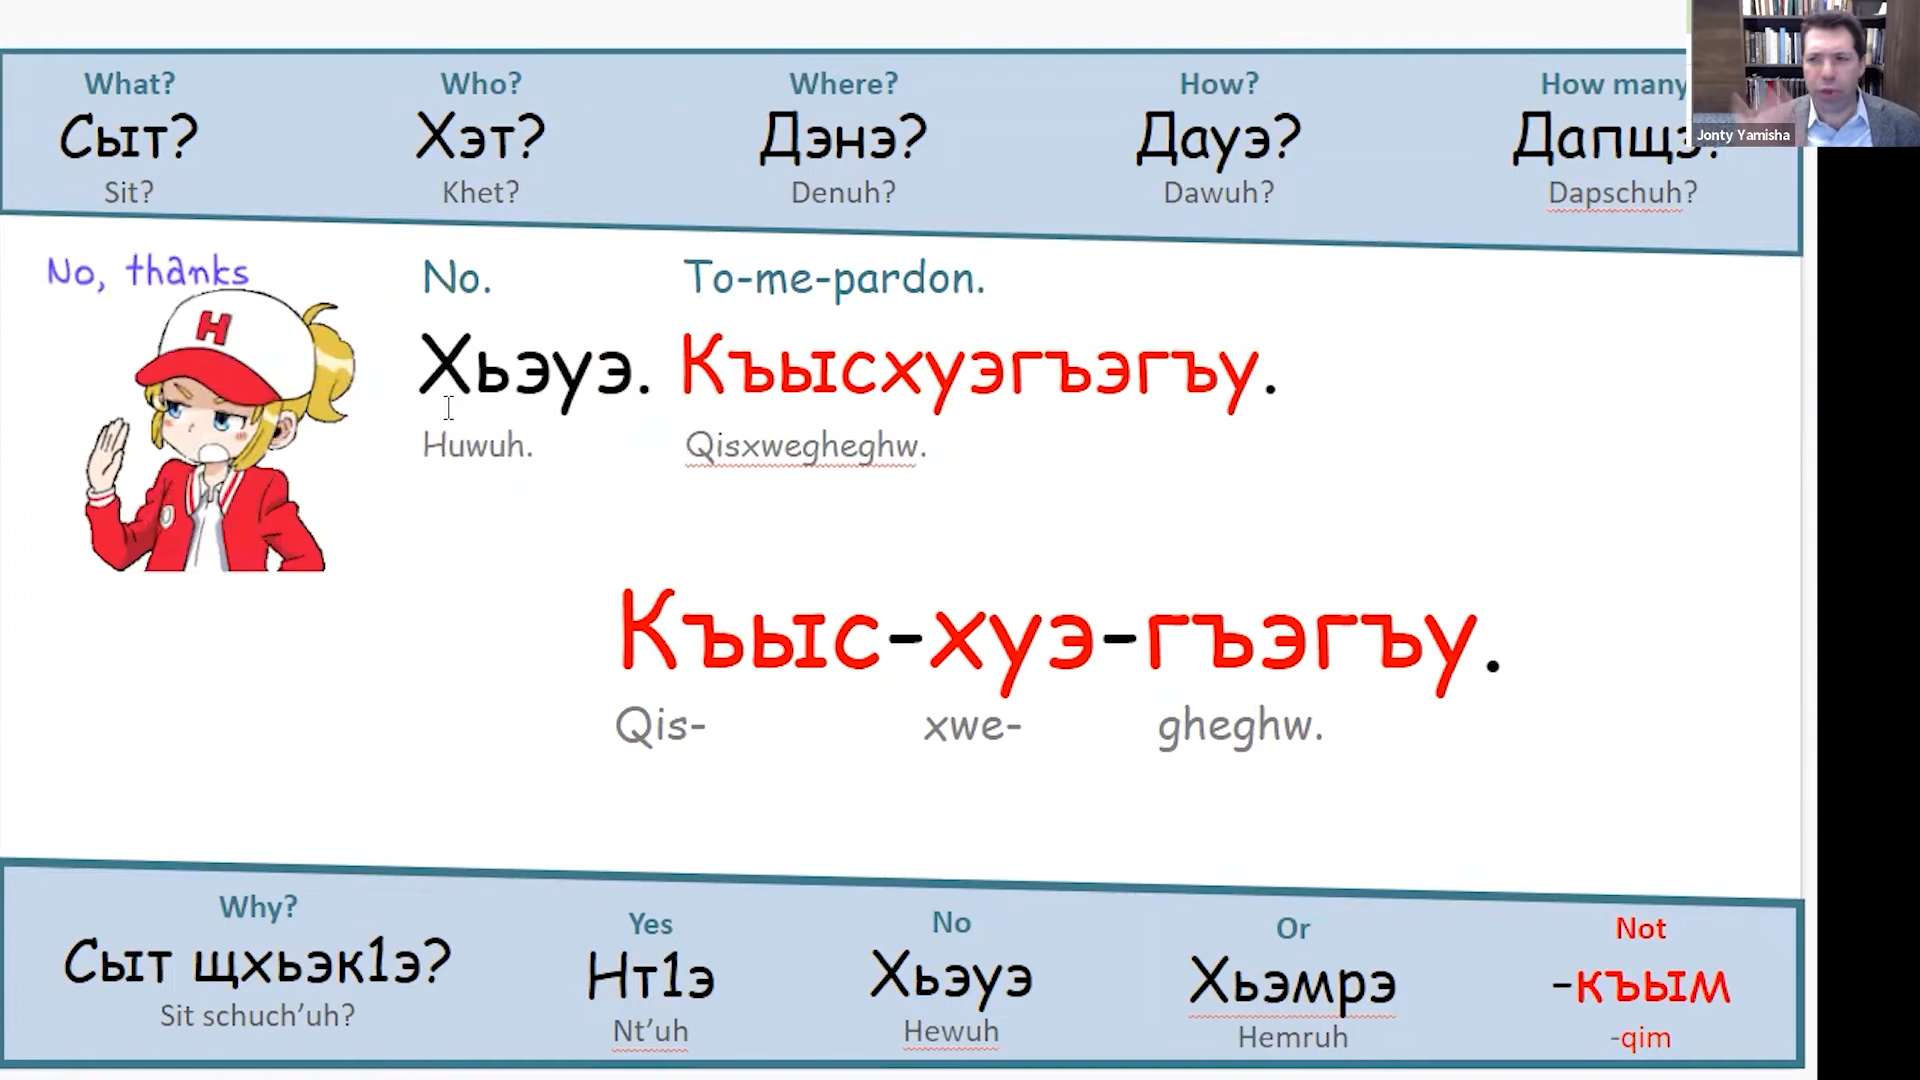 What? Who? Where? How? How many
Сыт? Хэт? Дэнэ? Дауэ? Дапщэ?
Sit? Khet? Denuh? Dawuh? Dapschuh?
Jonty Yamisha
No, thanks
H
No. To-me-pardon.
Хьэуэ. Къысхуэгъэгъу.
Huwuh. Qisxwegheghw.
Къыс-хуэ-гъэгъу.
Qis- xwe- gheghw.
Why? Yes No Or Not
Сыт щхьэк1э? Нт1э Хьэуэ Хьэмрэ -къым
Sit schuch’uh? Nt’uh Hewuh Hemruh -qim